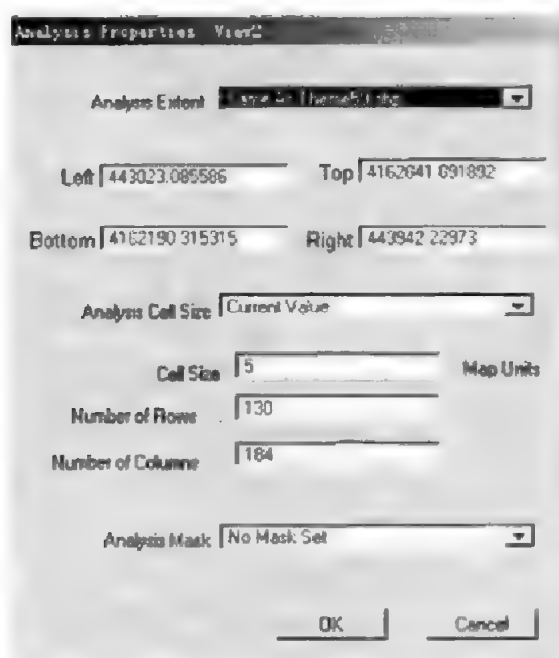 Analysis Properties View2
Analysis Extent Same As
Left 443023.085586 Top
Bottom 4162190.315315 Right 443942.22973
Analysis Cell Size Current Value
Cell Size 5 Map Units
Number of Rows 130
Number of Columns 184
Analysis Mask No Mask Set
OK Cancel